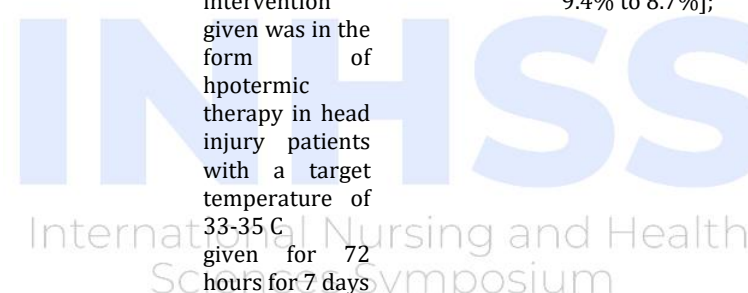 intervention
given was in the
form of
hpotermic
therapy in head
injury patients
with a target
temperature of
33-35 C
given for 72
hours for 7 days
9.4% to 8.7%];
INHSS
International Nursing and Health
Sciences Symposium